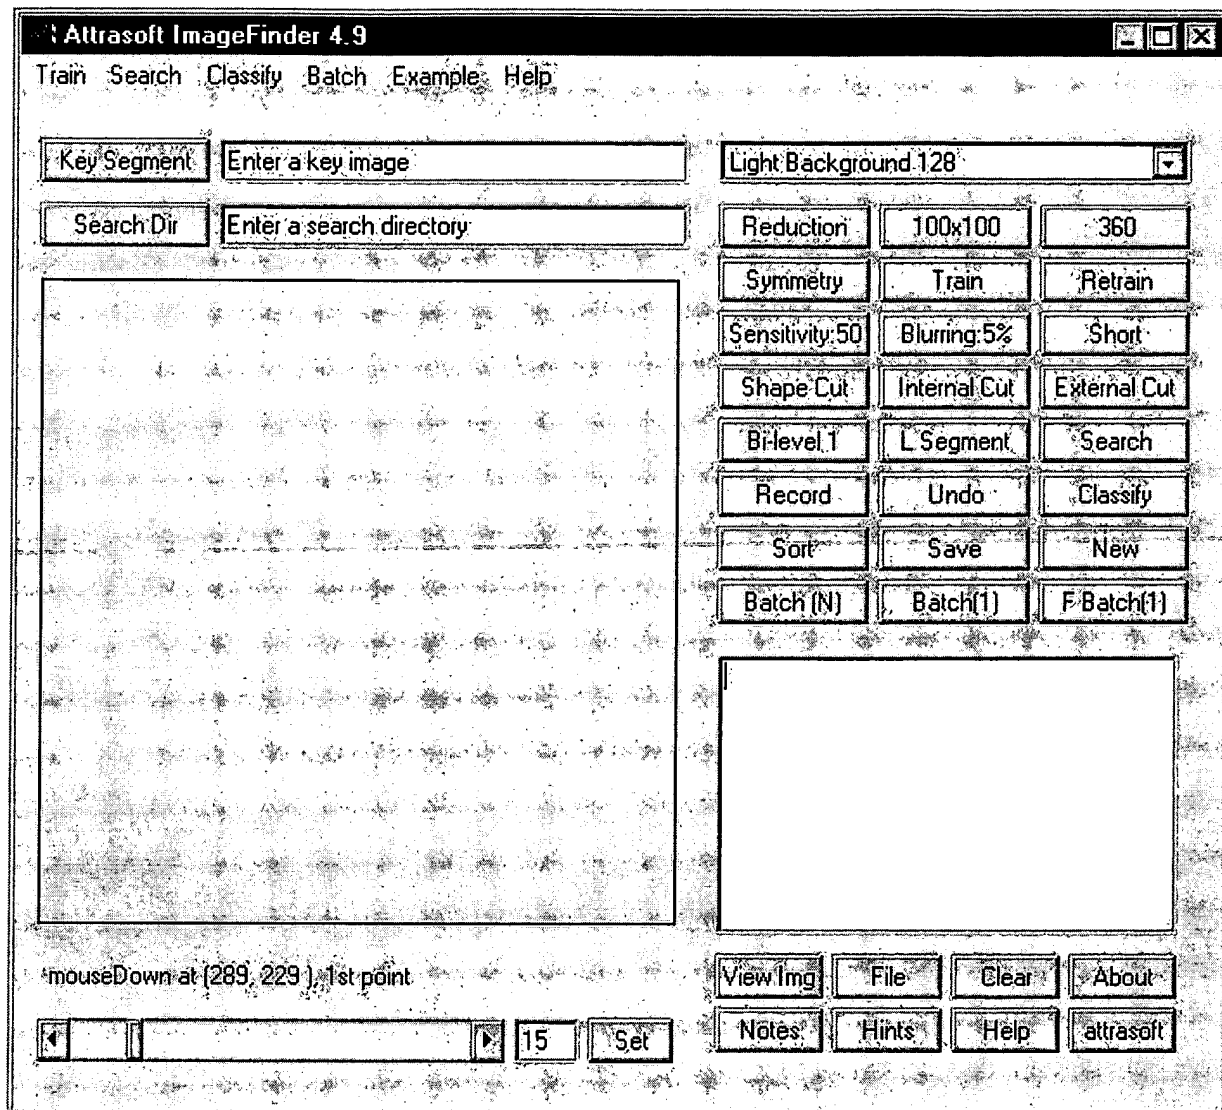 Attrasoft ImageFinder 4.9
Train Search Classify Batch Example Help
Key Segment Enter a key image Light Background 128
Search Dir Enter a search directory Reduction 100x100 360
Symmetry Train Retrain
Sensitivity:50 Blurring:5% Short
Shape Cut Internal Cut External Cut
Bi-level 1 L Segment Search
Record Undo Classify
Sort Save New
Batch (N) Batch(1) F Batch(1)
mouseDown at (289, 229 ), 1st point View Img File Clear About
15 Set Notes Hints Help attrasoft